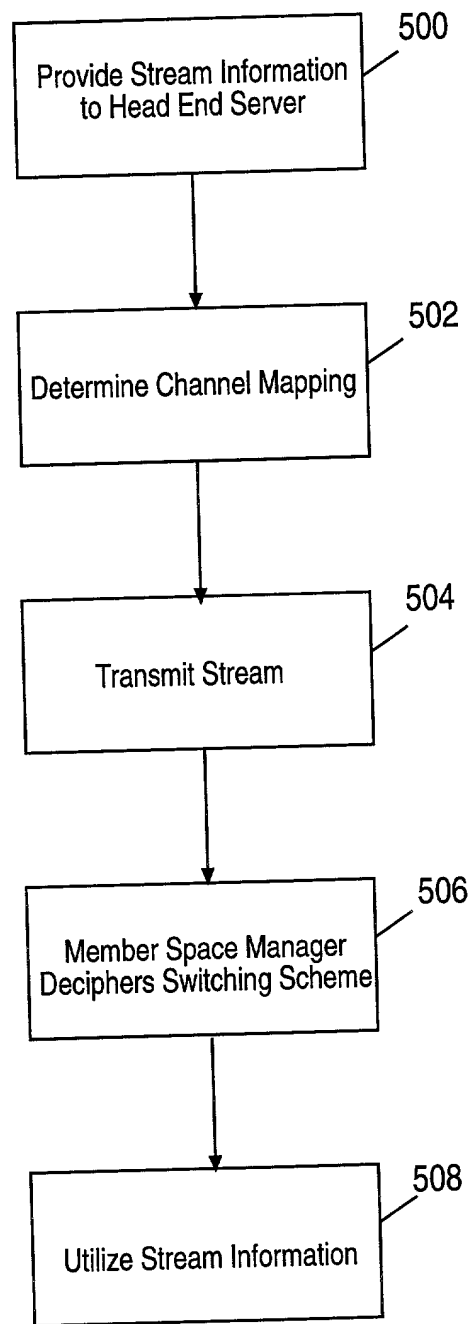 500
Provide Stream Information
to Head End Server
502
Determine Channel Mapping
504
Transmit Stream
506
Member Space Manager
Deciphers Switching Scheme
508
Utilize Stream Information